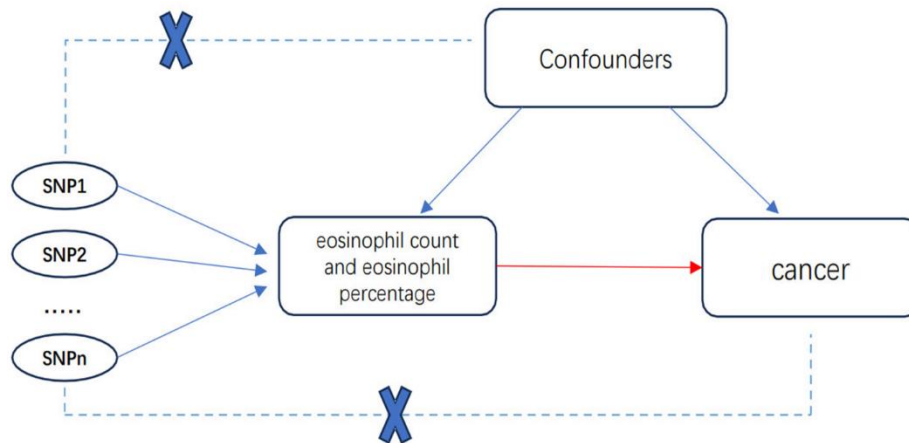 Confounders
SNP1
SNP2
.....
SNPn
eosinophil count
and eosinophil
percentage
cancer